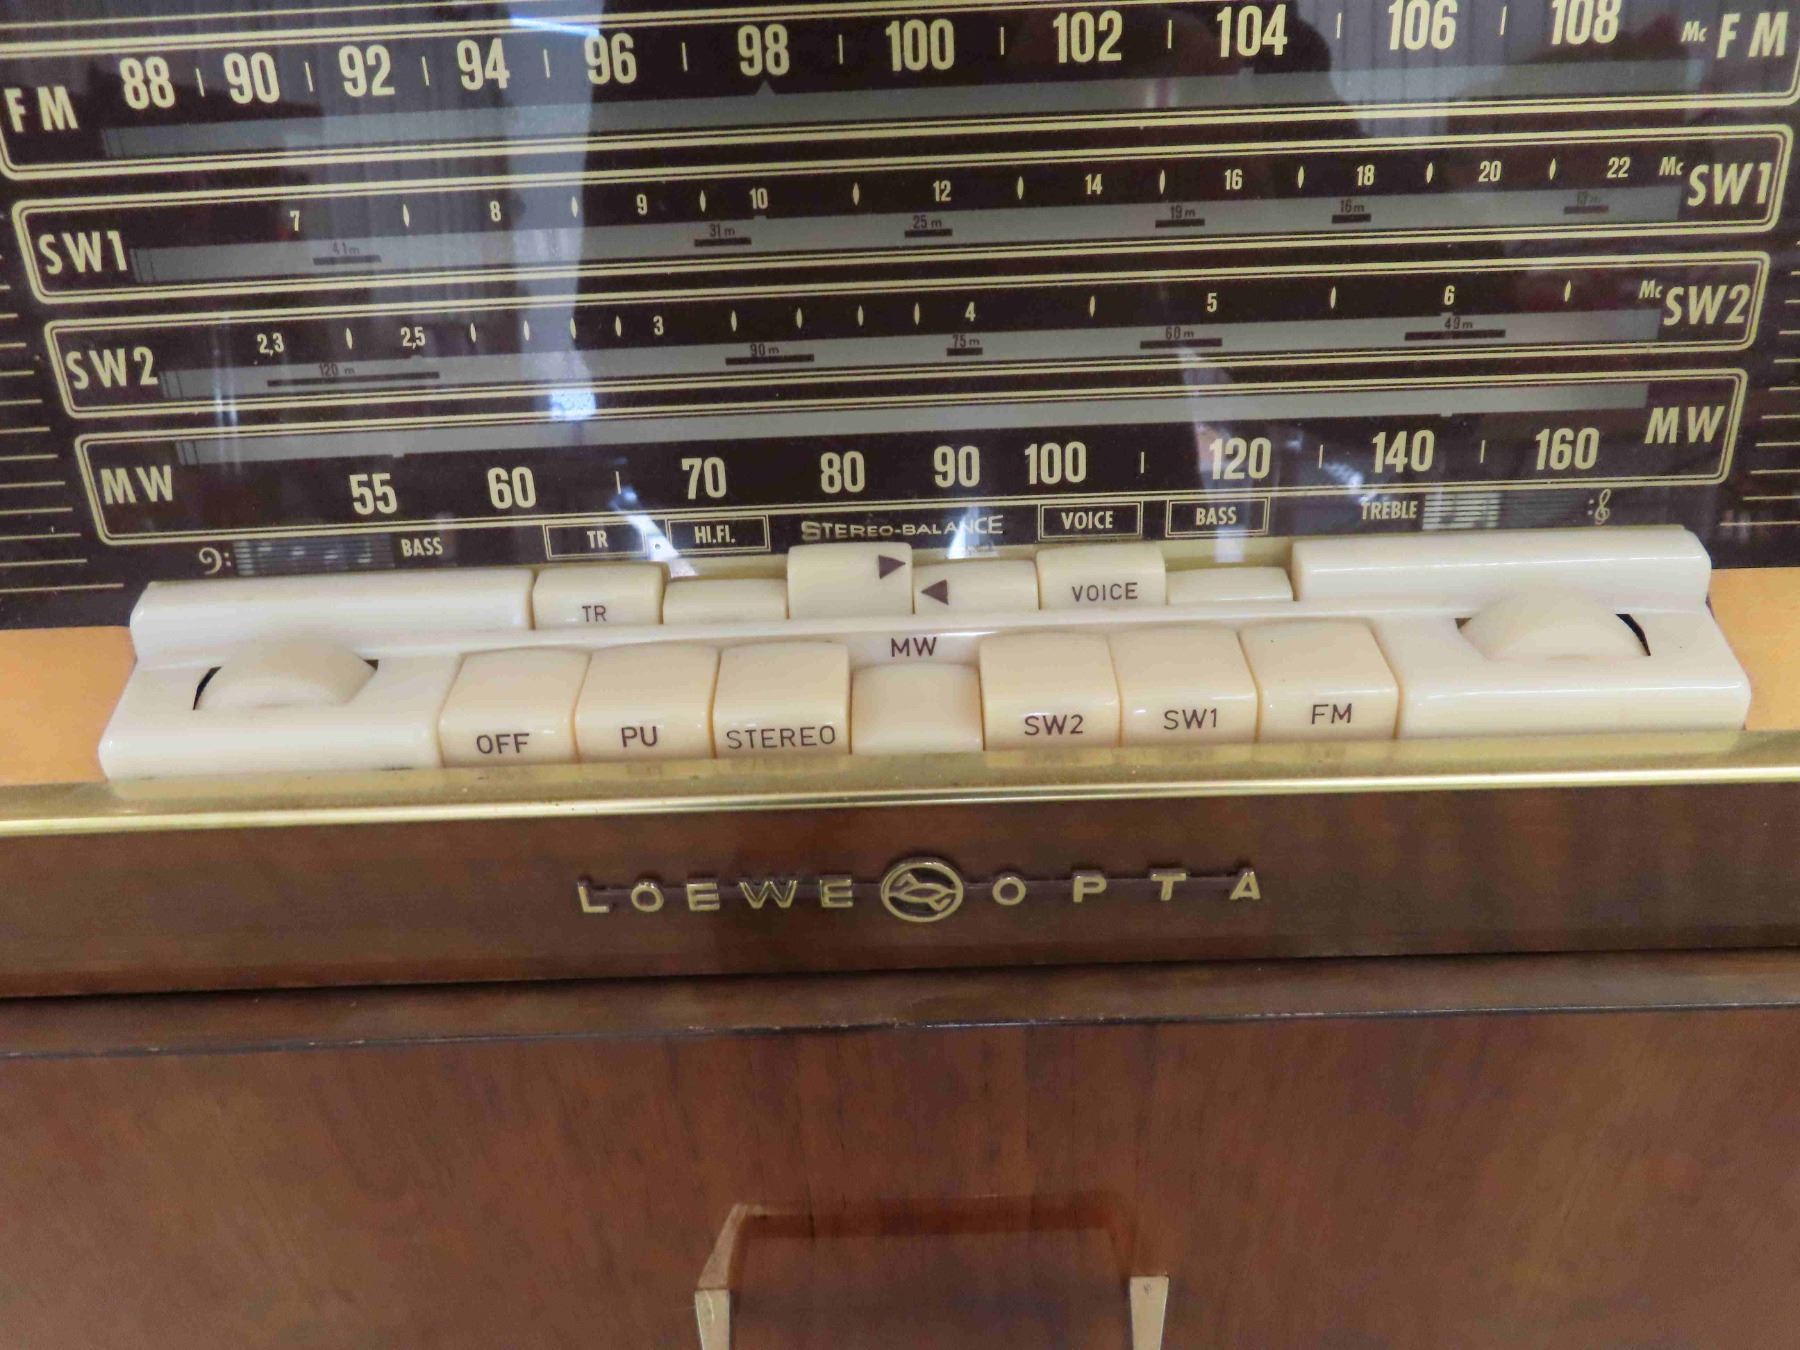 FM 88 90 92 94 96 98 100 102 104 106 108 Mc FM
SW1 7 8 9 10 12 14 16 18 20 22 Mc SW1
41m 31m 25m 19m 16m
SW2 2,3 2,5 3 4 5 6 Mc SW2
120 m 90m 75m 60m 49m
MW 55 60 70 80 90 100 120 140 160 MW
BASS TR HI.FI. STEREO-BALANCE VOICE BASS TREBLE
TR VOICE
MW
OFF PU STEREO SW2 SW1 FM
LOEWE OPTA